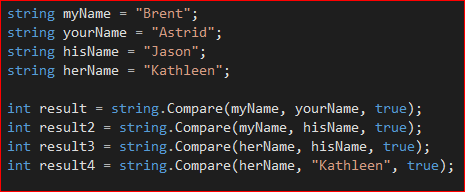 string myName = "Brent";
string yourName = "Astrid";
string hisName = "Jason";
string herName = "Kathleen";
int result = string.Compare(myName, yourName, true);
int result2 = string.Compare(myName, hisName, true);
int result3 = string.Compare(herName, hisName, true);
int result4 = string.Compare(herName, "Kathleen", true);